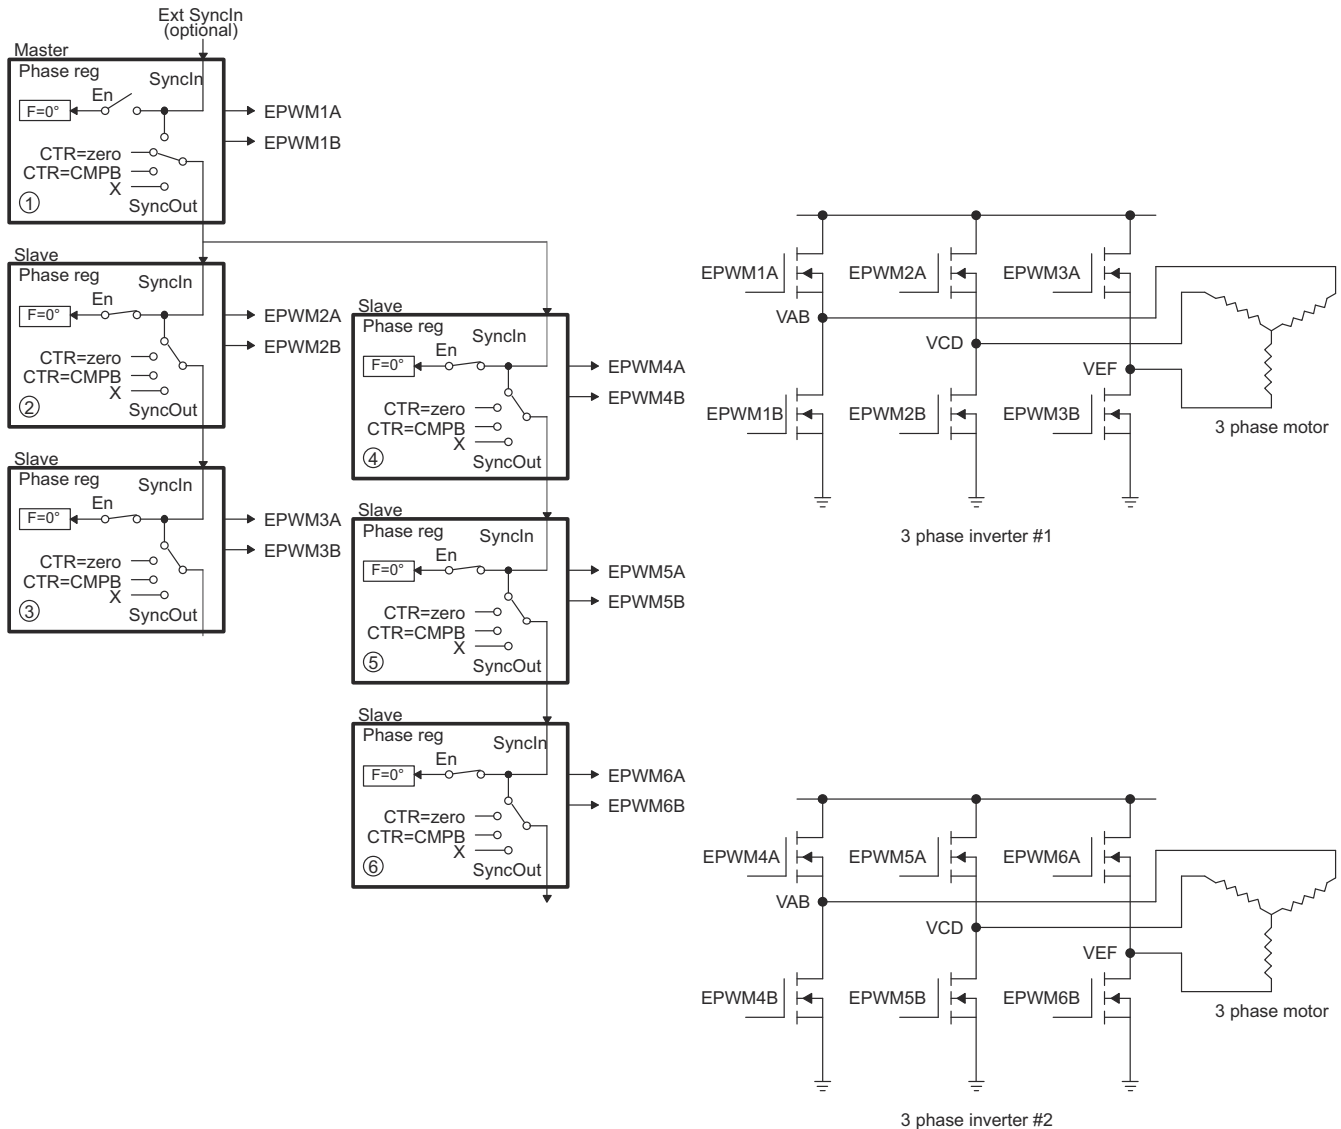 Ext SyncIn
(optional)
Master
Phase reg
SyncIn
En
F=0°
EPWM1A
EPWM1B
CTR=zero
CTR=CMPB
X
1
SyncOut
Slave
Phase reg
SyncIn
En
F=0°
EPWM2A
EPWM2B
CTR=zero
CTR=CMPB
X
2
SyncOut
Slave
Phase reg
SyncIn
En
F=0°
EPWM3A
EPWM3B
CTR=zero
CTR=CMPB
X
3
SyncOut
Slave
Phase reg
SyncIn
En
F=0°
EPWM4A
EPWM4B
CTR=zero
CTR=CMPB
X
4
SyncOut
Slave
Phase reg
SyncIn
En
F=0°
EPWM5A
EPWM5B
CTR=zero
CTR=CMPB
X
5
SyncOut
Slave
Phase reg
SyncIn
En
F=0°
EPWM6A
EPWM6B
CTR=zero
CTR=CMPB
X
6
SyncOut
EPWM1A
EPWM2A
EPWM3A
VAB
VCD
VEF
EPWM1B
EPWM2B
EPWM3B
3 phase motor
3 phase inverter #1
EPWM4A
EPWM5A
EPWM6A
VAB
VCD
VEF
EPWM4B
EPWM5B
EPWM6B
3 phase motor
3 phase inverter #2